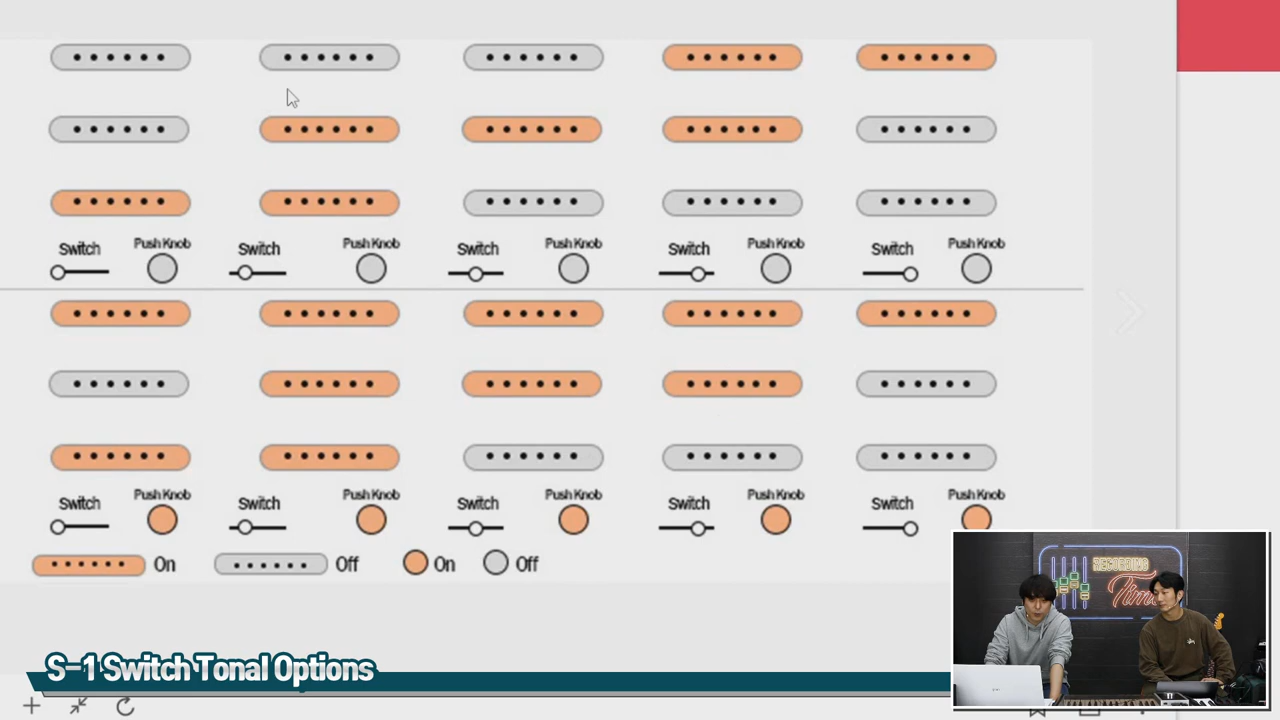 Switch Push Knob Switch Push Knob Switch Push Knob Switch Push Knob Switch Push Knob
Switch Push Knob Switch Push Knob Switch Push Knob Switch Push Knob Switch Push Knob
On Off On Off
RECORDING
Time
S-1 Switch Tonal Options